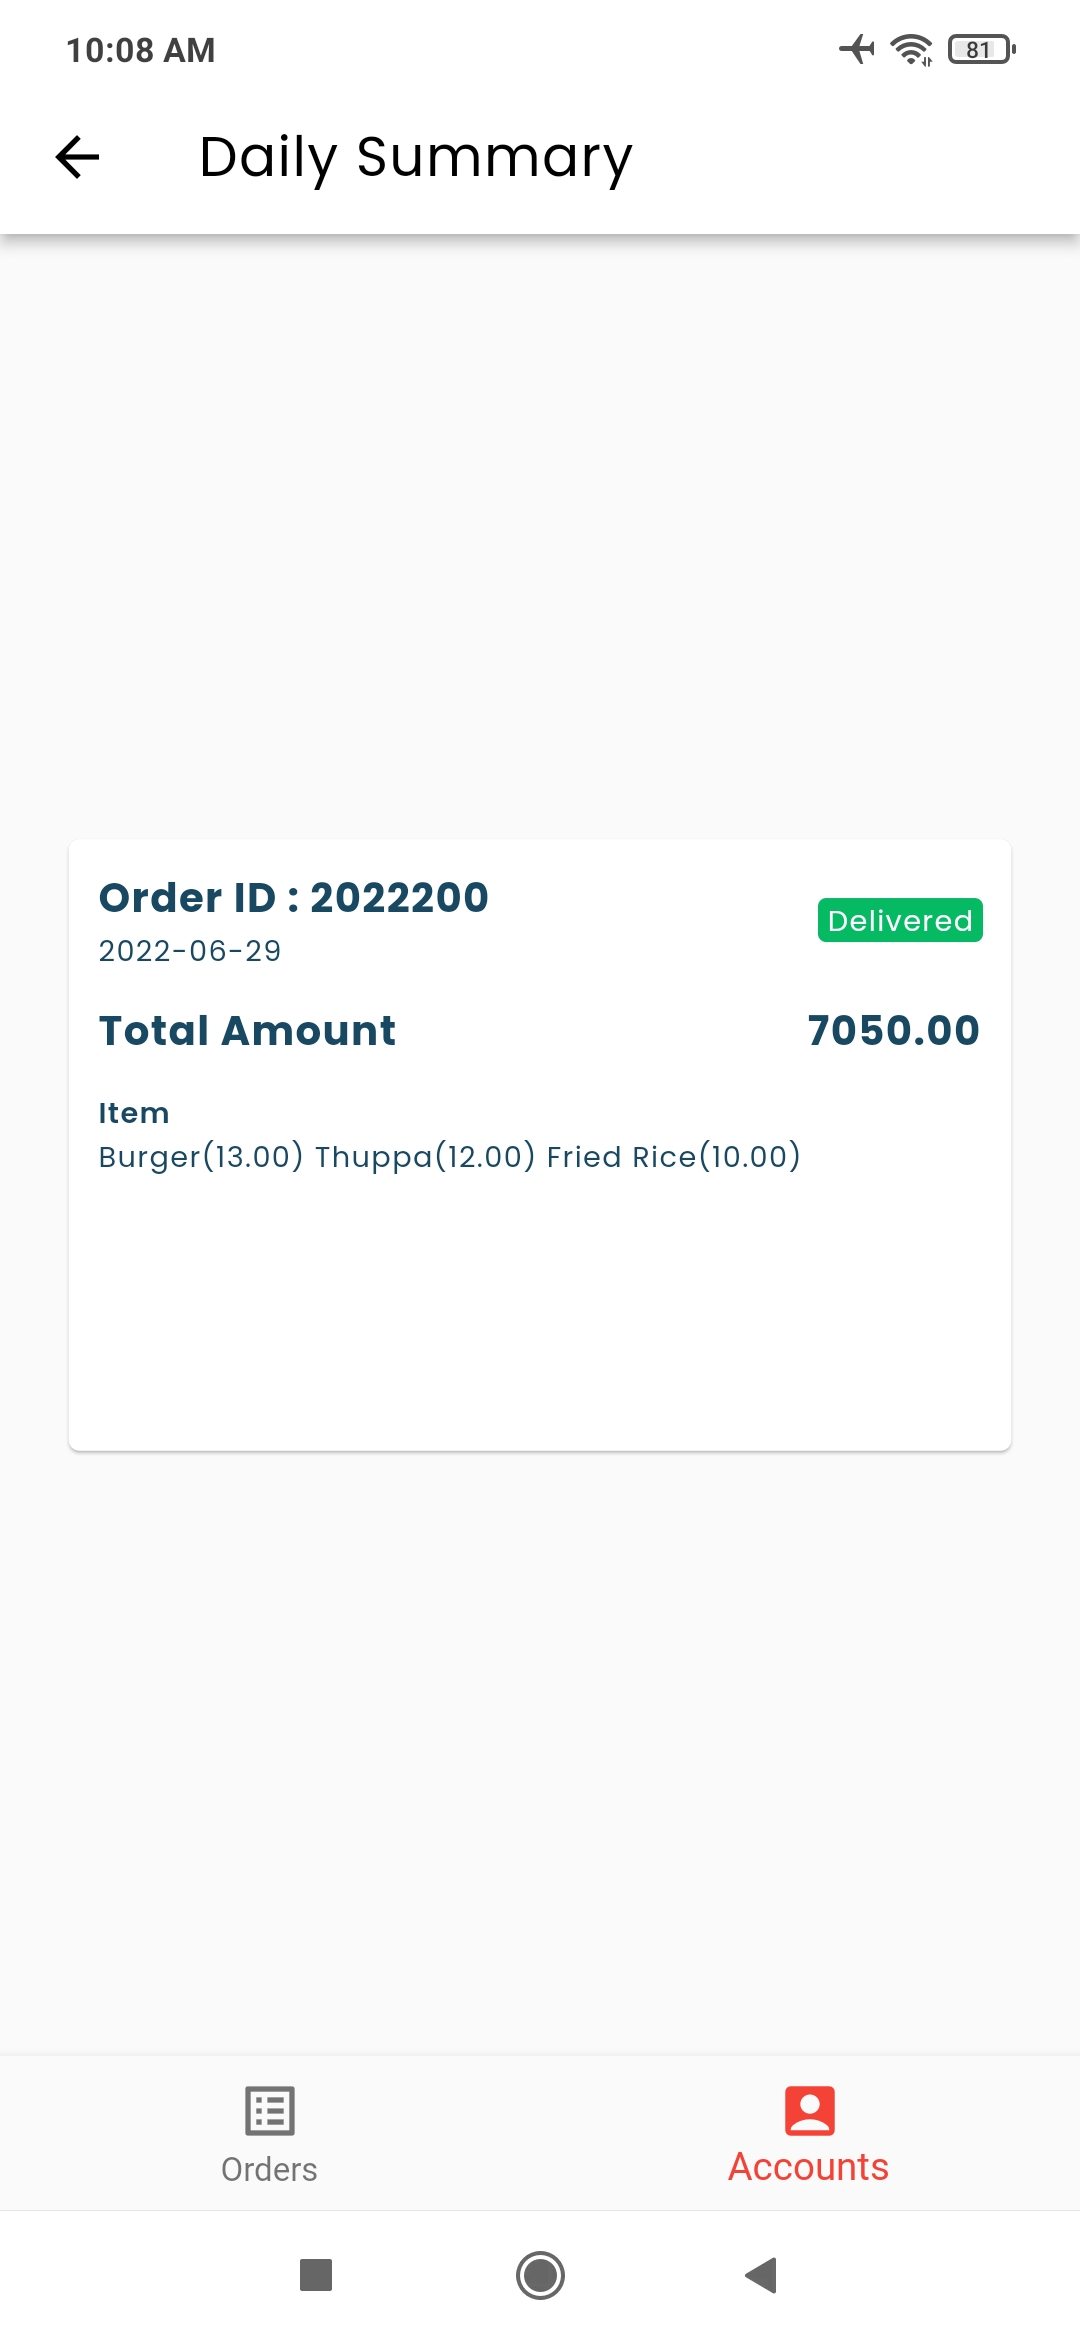 10:08 AM
81
Daily Summary
Order ID : 2022200
Delivered
2022-06-29
Total Amount 7050.00
Item
Burger(13.00) Thuppa(12.00) Fried Rice(10.00)
Orders
Accounts